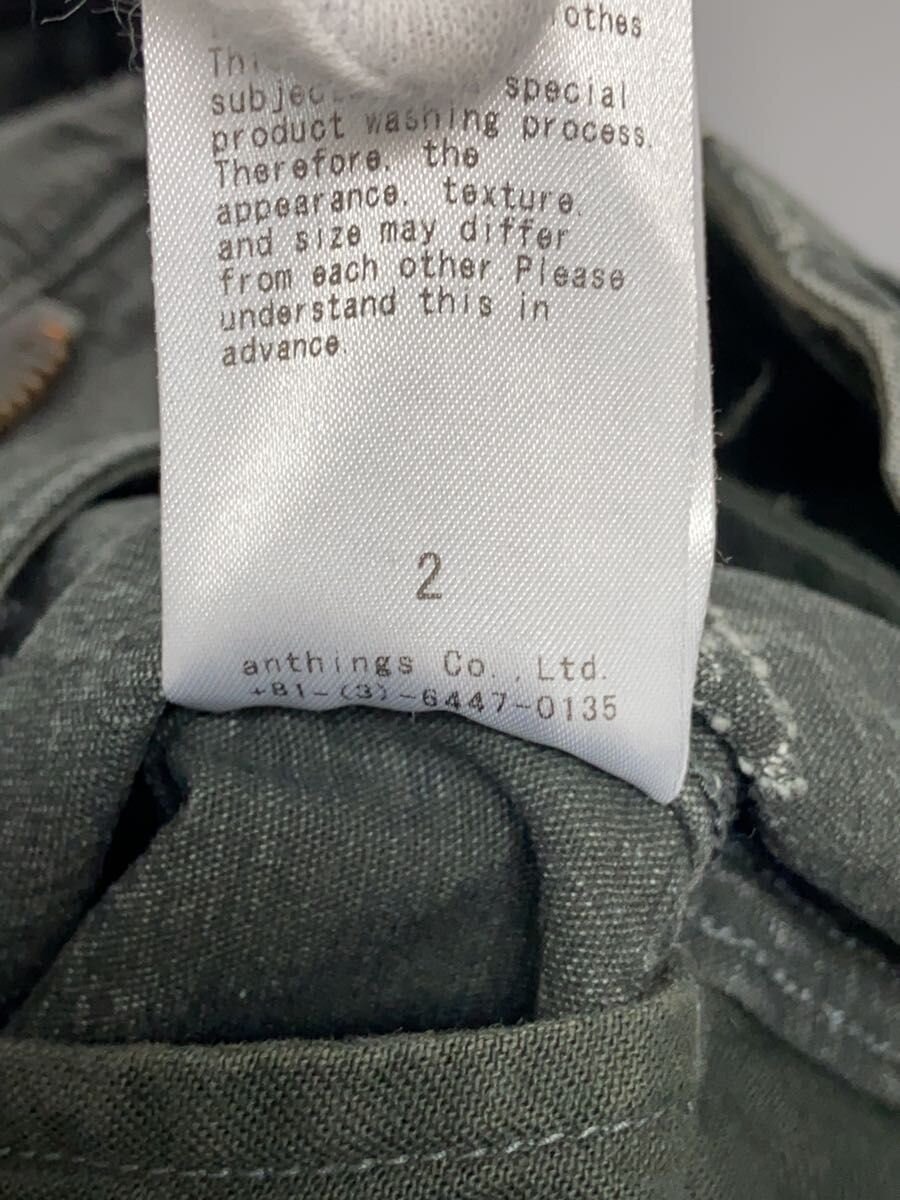 special
product washing process.
Therefore, the
appearance, texture,
and size may differ
from each other.Please
understand this in
advance.
2
anthings Co.,Ltd.
+81-(3)-6447-0135